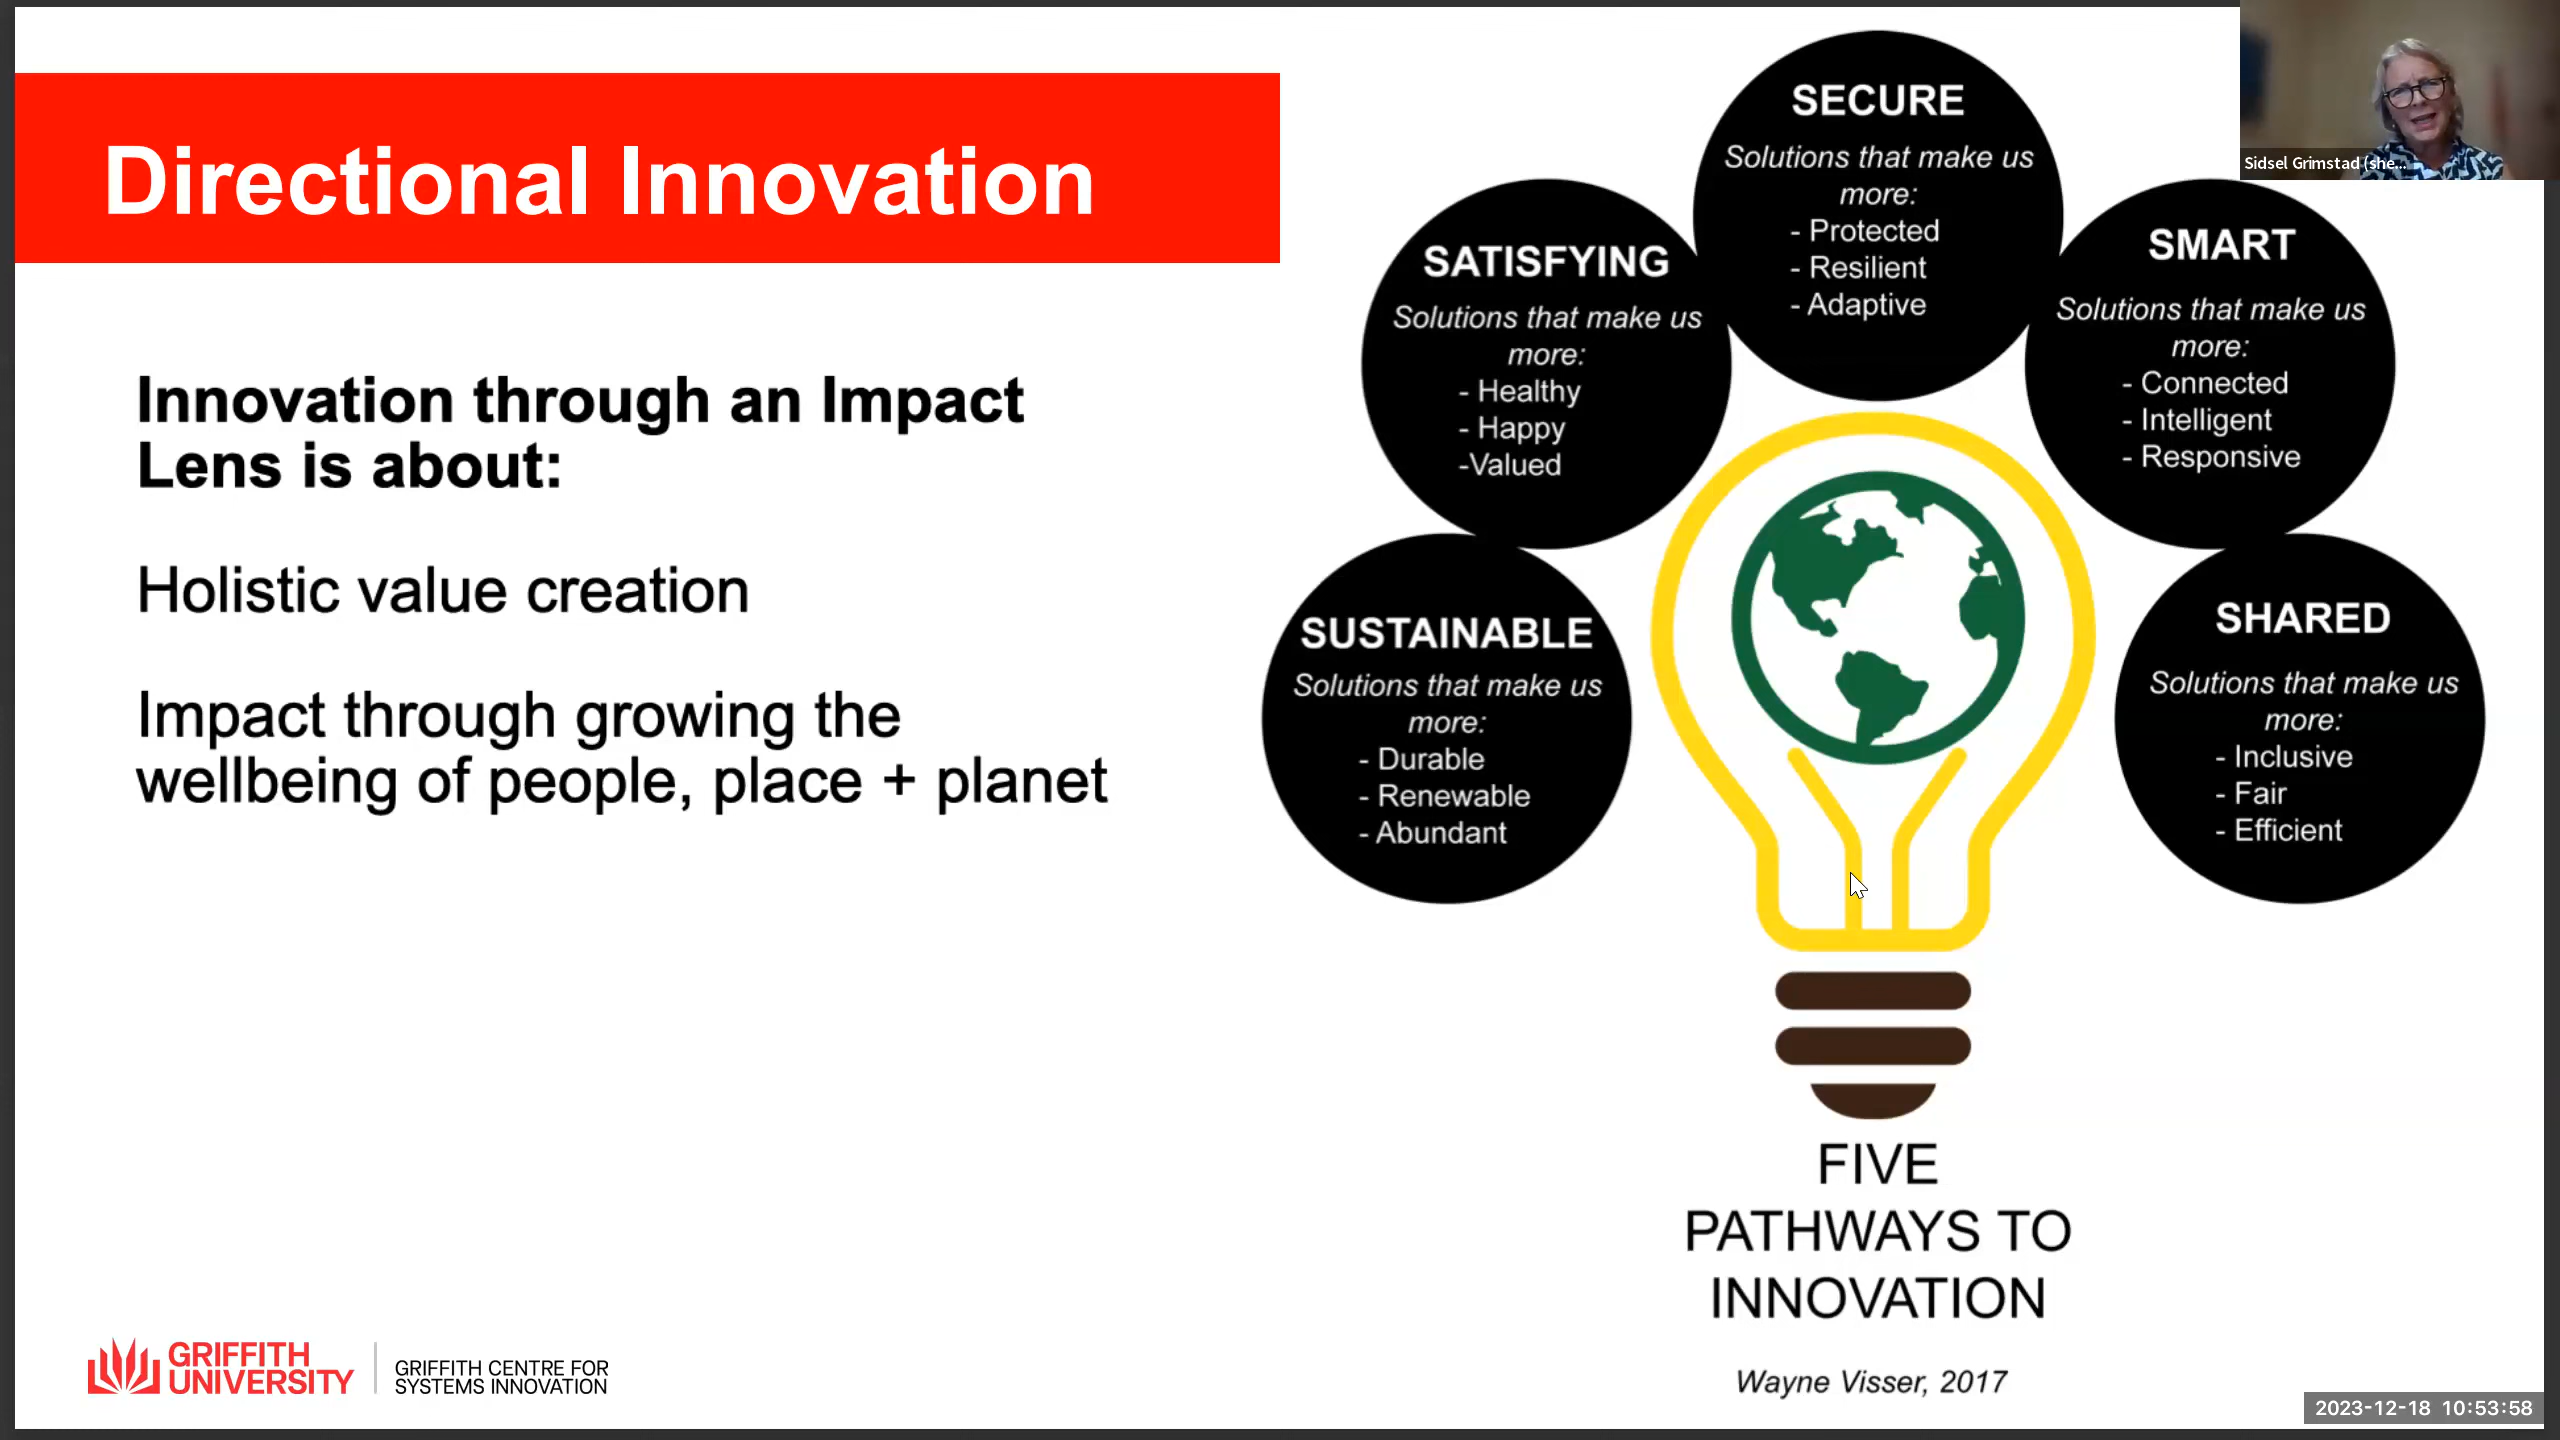 Directional Innovation
Innovation through an Impact
Lens is about:
Holistic value creation
Impact through growing the
wellbeing of people, place + planet
SECURE
Solutions that make us
more:
- Protected
- Resilient
- Adaptive
SATISFYING
Solutions that make us
more:
- Healthy
- Happy
-Valued
SMART
Solutions that make us
more:
- Connected
- Intelligent
- Responsive
SUSTAINABLE
Solutions that make us
more:
- Durable
- Renewable
- Abundant
SHARED
Solutions that make us
more:
- Inclusive
- Fair
- Efficient
FIVE
PATHWAYS TO
INNOVATION
Wayne Visser, 2017
GRIFFITH
UNIVERSITY
GRIFFITH CENTRE FOR
SYSTEMS INNOVATION
Sidsel Grimstad (she...
2023-12-18 10:53:58